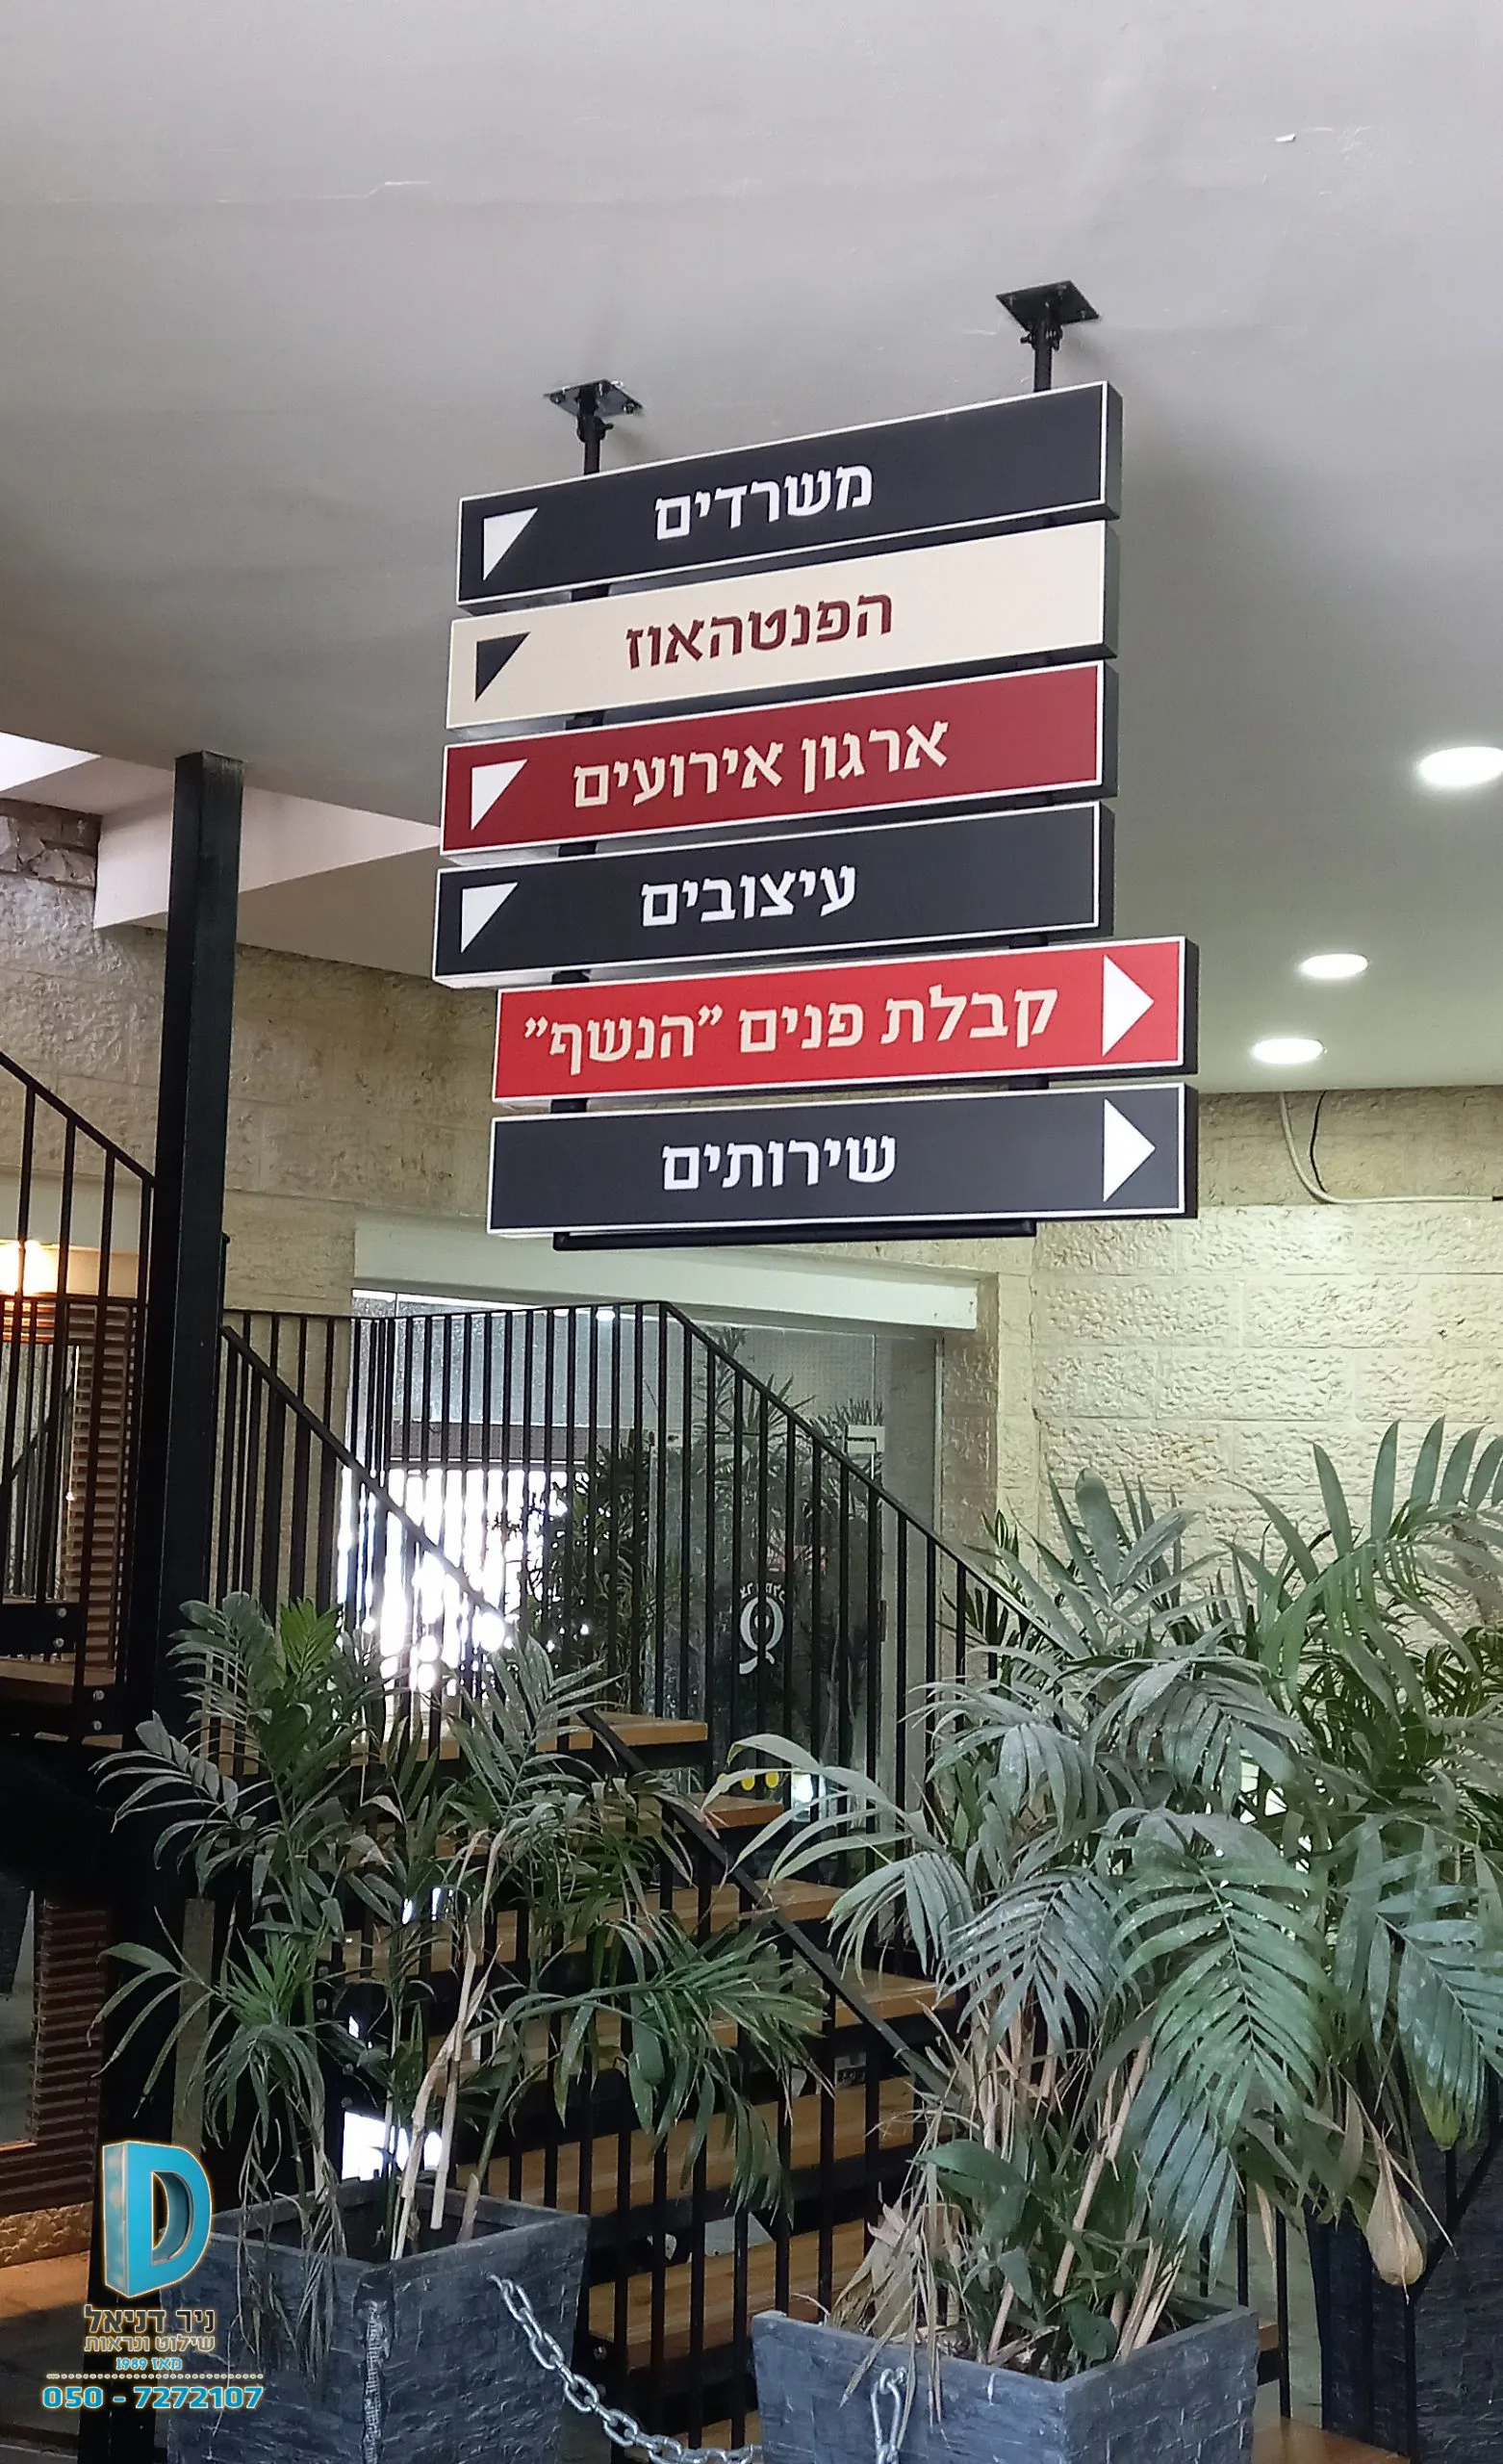 משרדים
הפנטהאוז
ארגון אירועים
עיצובים
קבלת פנים "הנשף"
שירותים
ניר דניאל
שילוט ונראות
מאז 1989
050 - 7272107